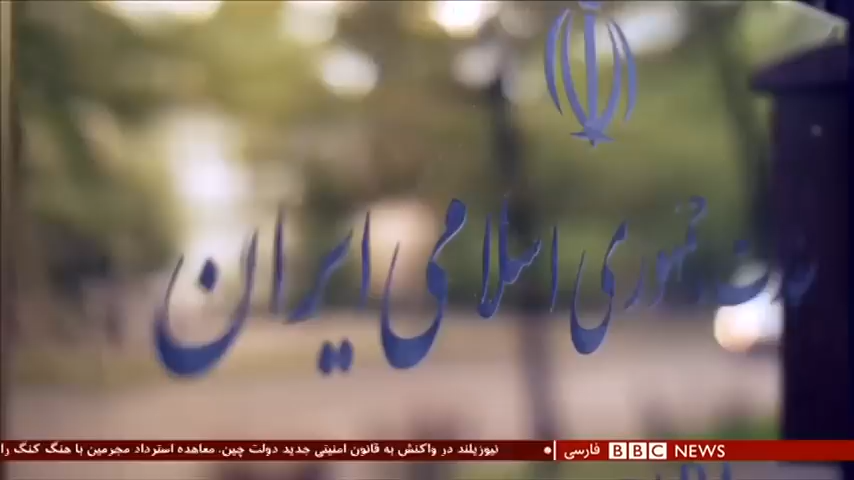 جمهوری اسلامی ایران
نیوزیلند در واکنش به قانون امنیتی جدید دولت چین، معاهده استرداد مجرمین با هنگ کنگ را
فارسی BBC NEWS